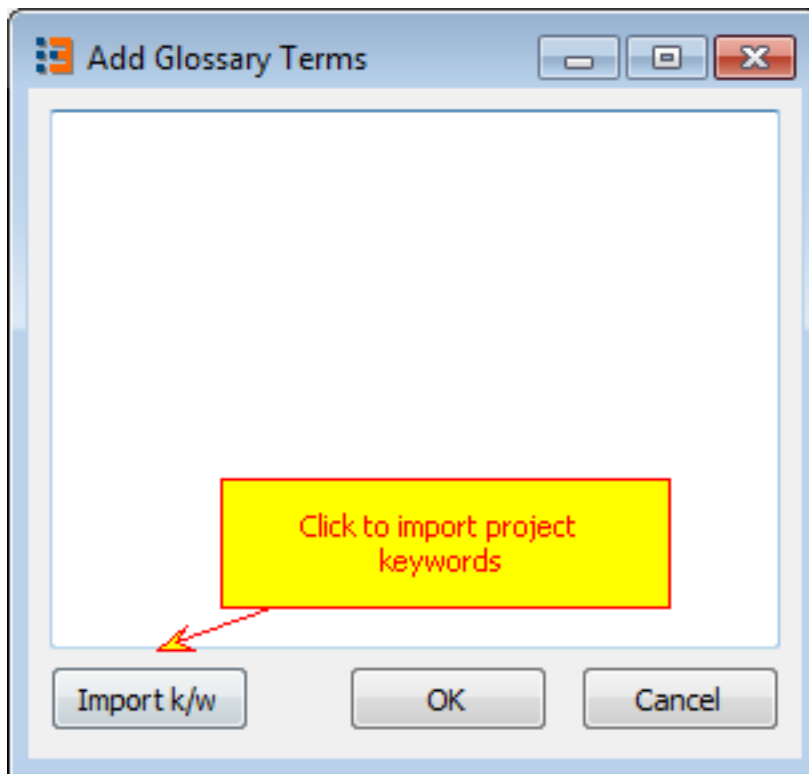 Add Glossary Terms
Click to import project
keywords
Import k/w
OK
Cancel